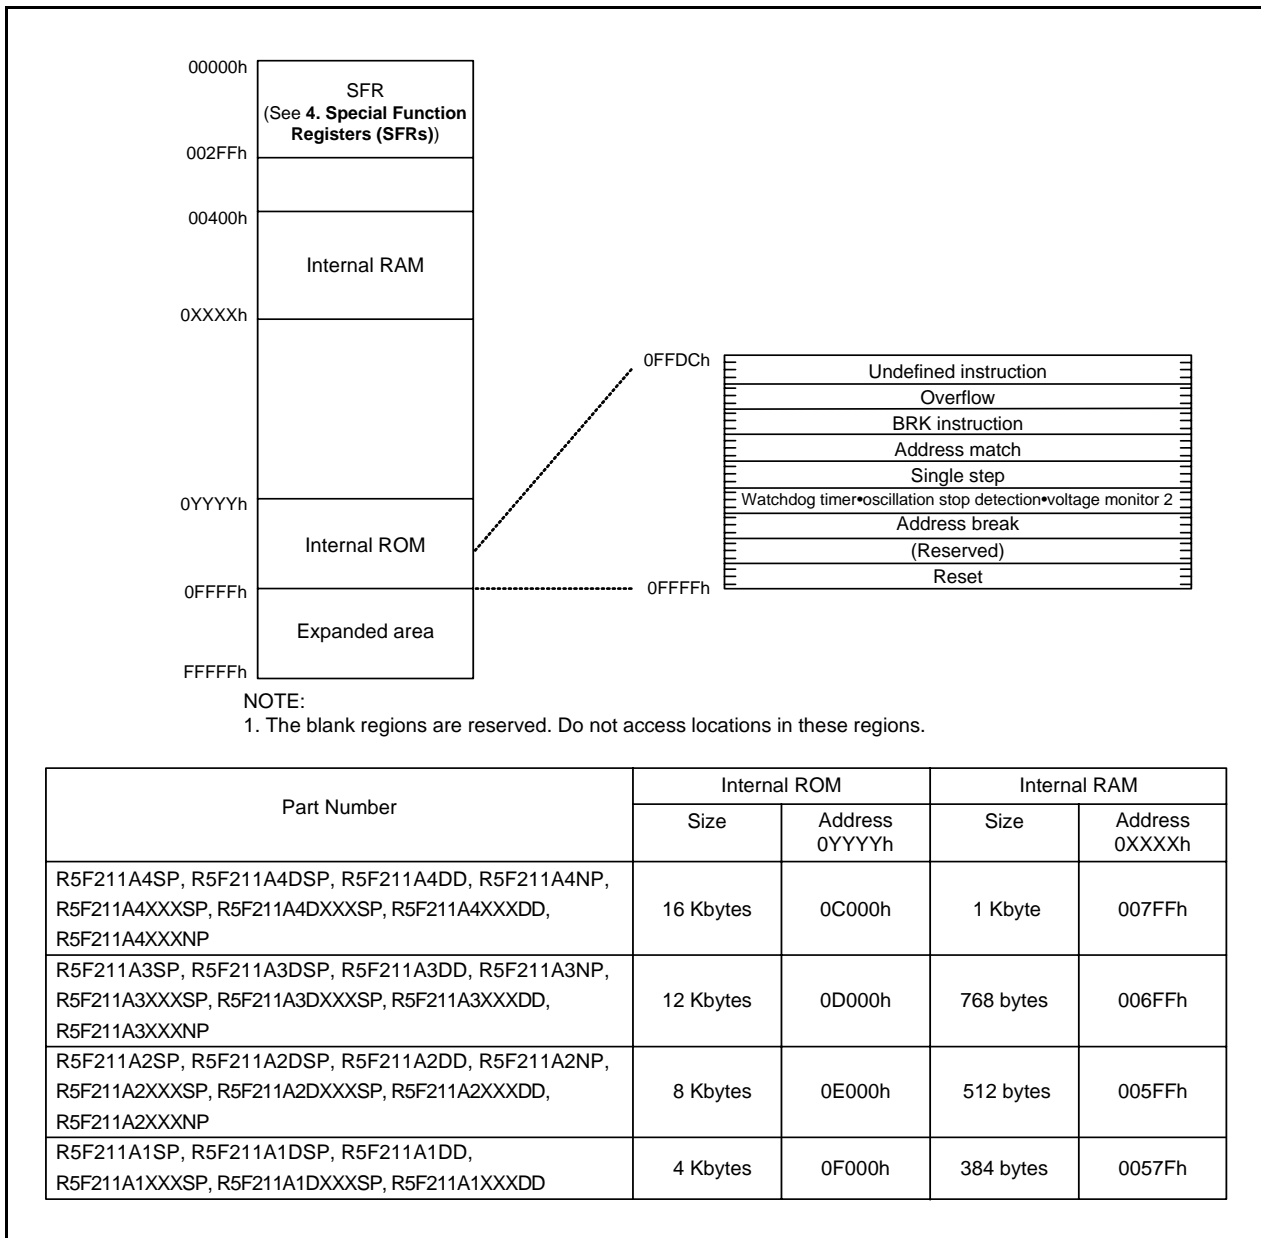 00000h
SFR
(See 4. Special Function
Registers (SFRs))
002FFh
00400h
Internal RAM
0XXXXh
0YYYYh
Internal ROM
0FFFFh
Expanded area
FFFFFh
0FFDCh
Undefined instruction
Overflow
BRK instruction
Address match
Single step
Watchdog timer•oscillation stop detection•voltage monitor 2
Address break
(Reserved)
Reset
0FFFFh
NOTE:
1. The blank regions are reserved. Do not access locations in these regions.
Part Number
Internal ROM
Internal RAM
Size
Address
0YYYYh
Size
Address
0XXXXh
R5F211A4SP, R5F211A4DSP, R5F211A4DD, R5F211A4NP,
R5F211A4XXXSP, R5F211A4DXXXSP, R5F211A4XXXDD,
R5F211A4XXXNP
16 Kbytes
0C000h
1 Kbyte
007FFh
R5F211A3SP, R5F211A3DSP, R5F211A3DD, R5F211A3NP,
R5F211A3XXXSP, R5F211A3DXXXSP, R5F211A3XXXDD,
R5F211A3XXXNP
12 Kbytes
0D000h
768 bytes
006FFh
R5F211A2SP, R5F211A2DSP, R5F211A2DD, R5F211A2NP,
R5F211A2XXXSP, R5F211A2DXXXSP, R5F211A2XXXDD,
R5F211A2XXXNP
8 Kbytes
0E000h
512 bytes
005FFh
R5F211A1SP, R5F211A1DSP, R5F211A1DD,
R5F211A1XXXSP, R5F211A1DXXXSP, R5F211A1XXXDD
4 Kbytes
0F000h
384 bytes
0057Fh